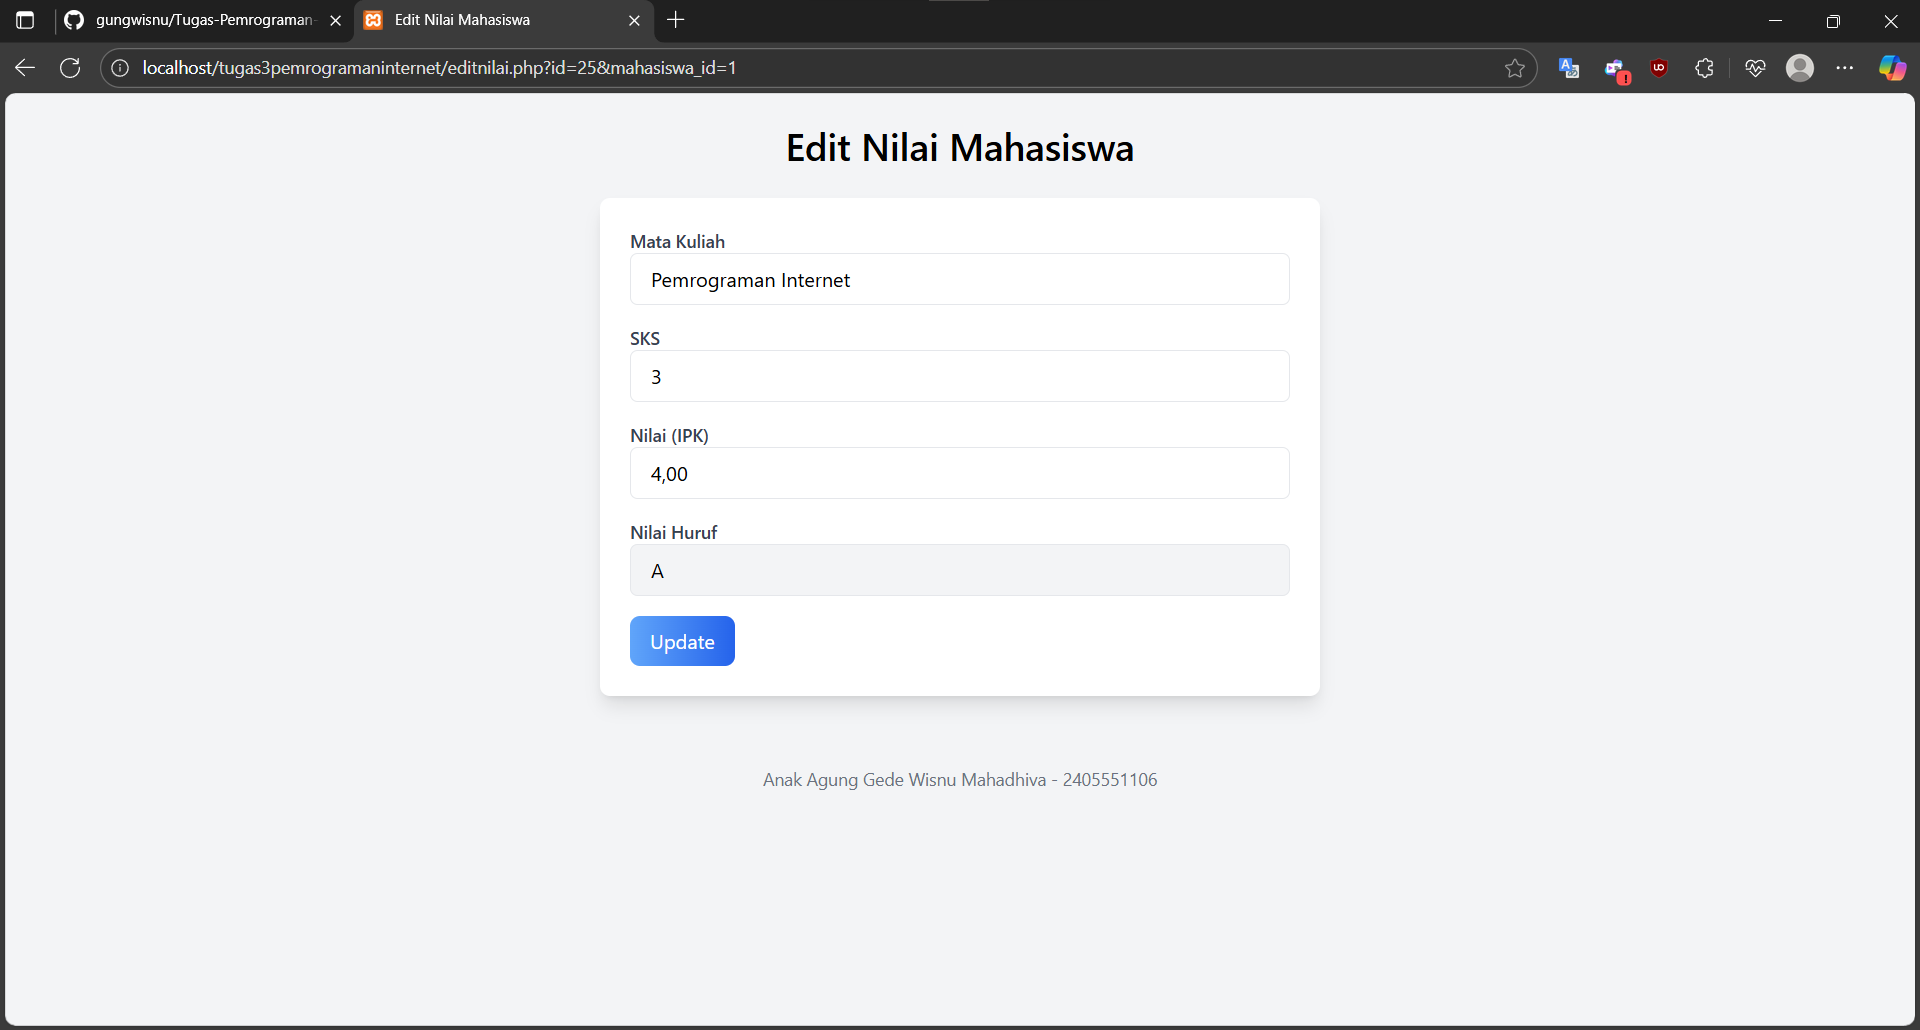 gungwisnu/Tugas-Pemrograman-
Edit Nilai Mahasiswa
localhost/tugas3pemrogramaninternet/editnilai.php?id=25&mahasiswa_id=1
Edit Nilai Mahasiswa
Mata Kuliah
Pemrograman Internet
SKS
3
Nilai (IPK)
4,00
Nilai Huruf
A
Update
Anak Agung Gede Wisnu Mahadhiva - 2405551106